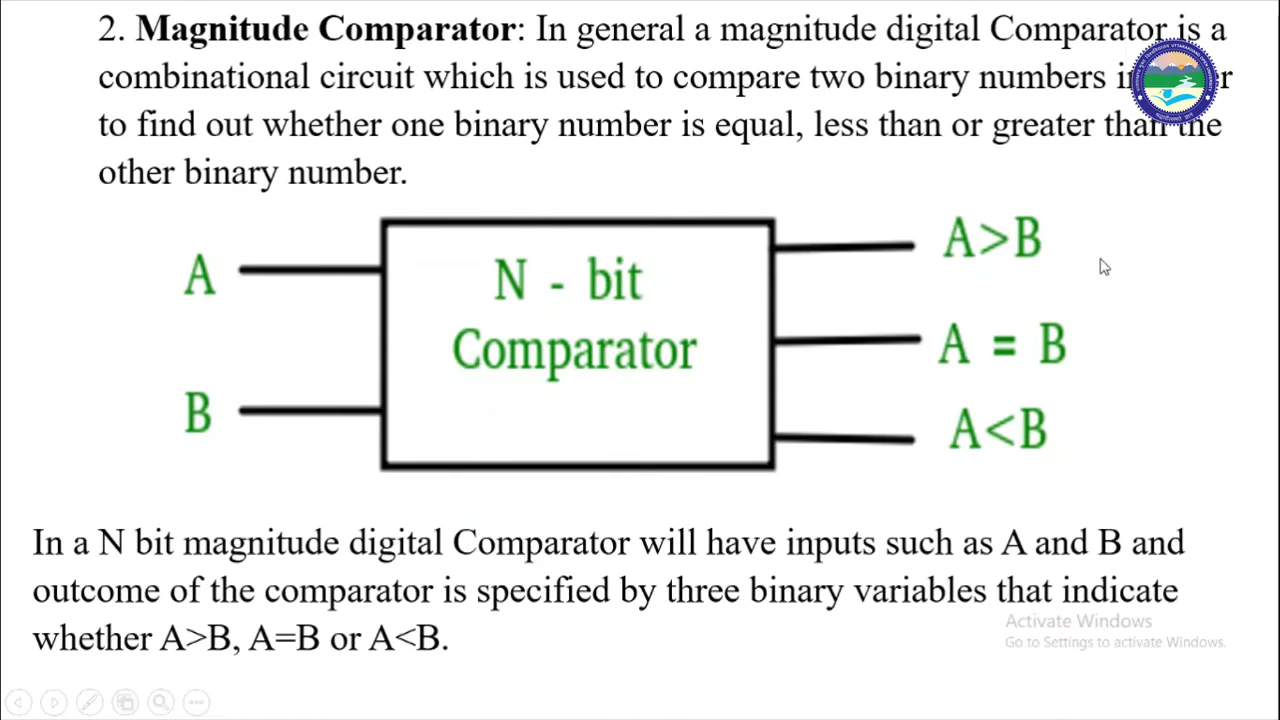 2. Magnitude Comparator: In general a magnitude digital Comparator is a
combinational circuit which is used to compare two binary numbers in
to find out whether one binary number is equal, less than or greater than the
other binary number.
A>B
A
N - bit
Comparator
A = B
B
A<B
In a N bit magnitude digital Comparator will have inputs such as A and B and
outcome of the comparator is specified by three binary variables that indicate
whether A>B, A=B or A<B.
Activate Windows
Go to Settings to activate Windows.